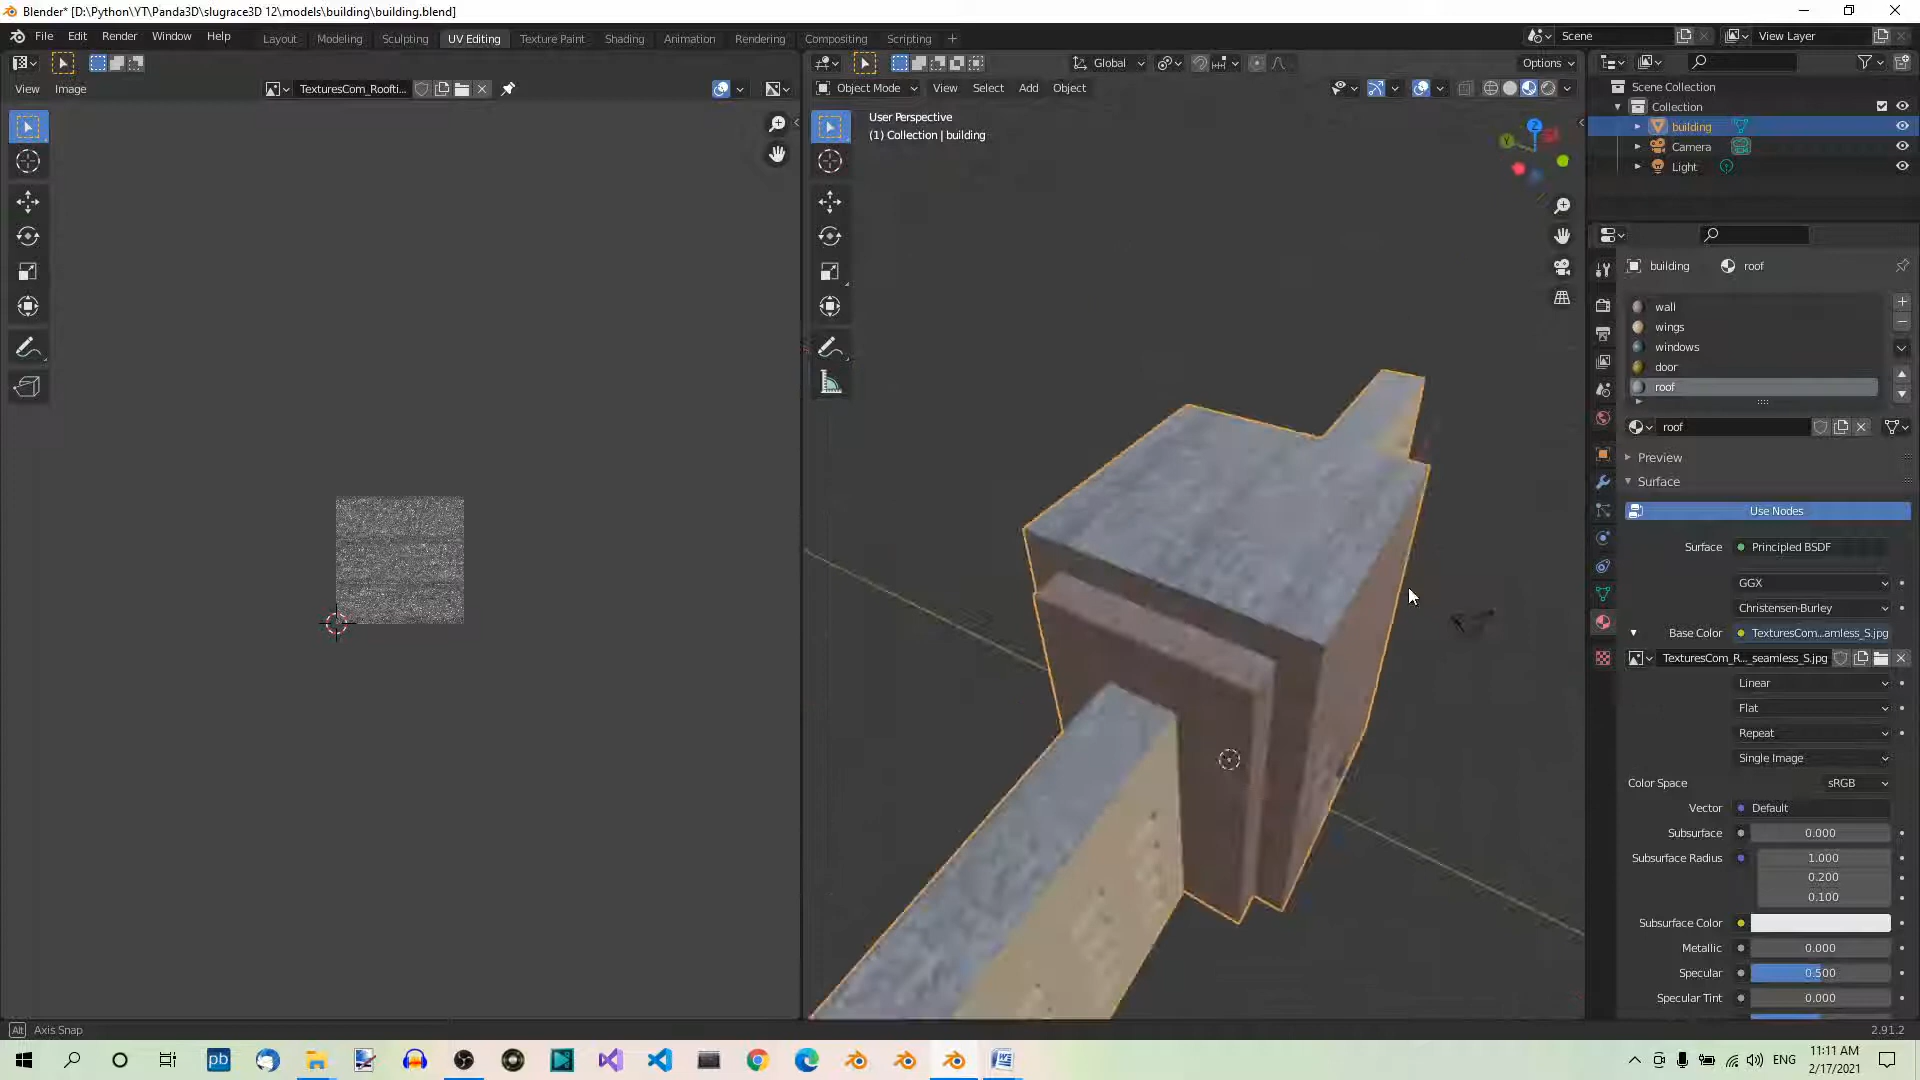 Blender* [D:\Python\YT\Panda3D\slugrace3D 12\models\building\building.blend]
File Edit Render Window Help
Layout Modeling Sculpting UV Editing Texture Paint Shading Animation Rendering Compositing Scripting
Scene
View Layer
Global
Options
View Image
TexturesCom_Roofti...
Object Mode View Select Add Object
User Perspective
(1) Collection | building
Scene Collection
Collection
building
Camera
Light
building
roof
wall
wings
windows
door
roof
roof
Preview
Surface
Use Nodes
Surface Principled BSDF
GGX
Christensen-Burley
Base Color TexturesCom...amless_S.jpg
TexturesCom_R..._seamless_S.jpg
Linear
Flat
Repeat
Single Image
Color Space sRGB
Vector Default
Subsurface 0.000
Subsurface Radius 1.000
0.200
0.100
Subsurface Color
Metallic 0.000
Specular 0.500
Specular Tint 0.000
Alt Axis Snap
2.91.2
pb
ENG
11:11 AM
2/17/2021